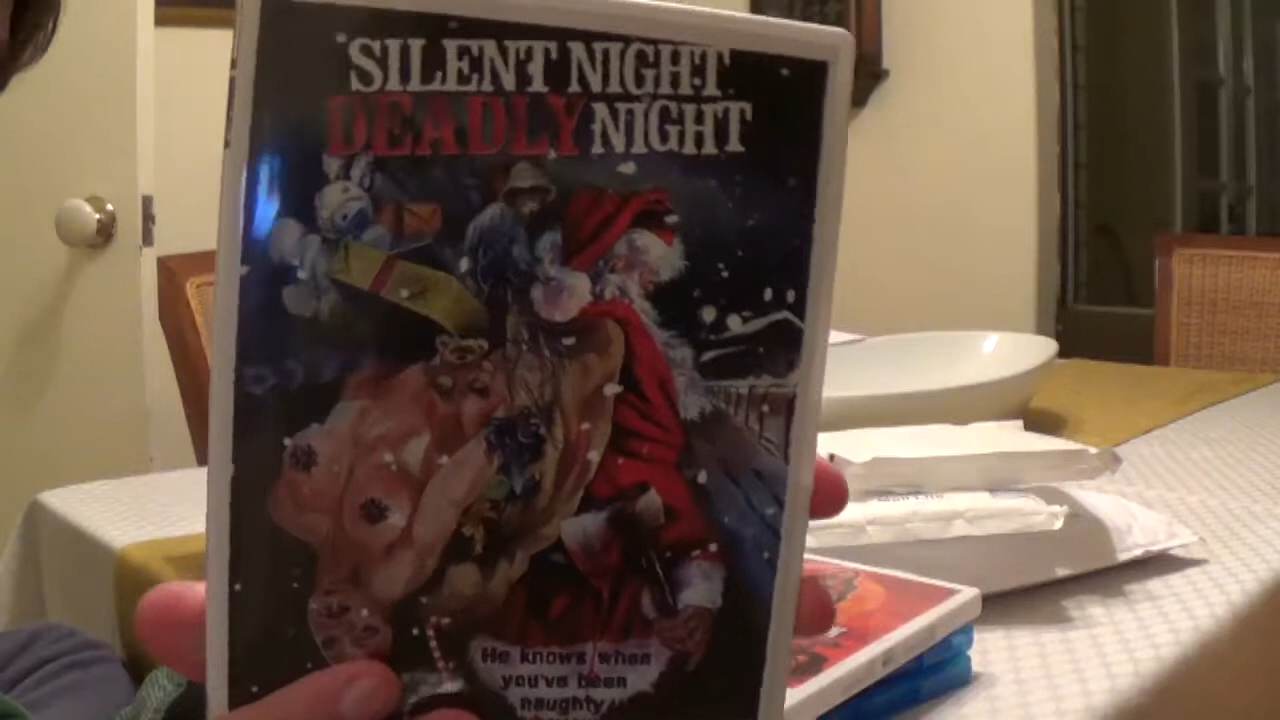 SILENT NIGHT
DEADLY NIGHT
He knows when
you've been
naughty